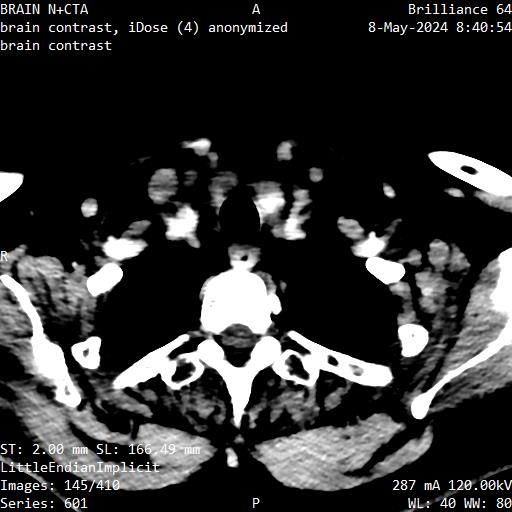 BRAIN N+CTA
A
Brilliance 64
brain contrast, iDose (4) anonymized
8-May-2024 8:40:54
brain contrast
R
ST: 2.00 mm SL: 166.49 mm
LittleEndianImplicit
Images: 145/410
287 mA 120.00kV
Series: 601
P
WL: 40 WW: 80